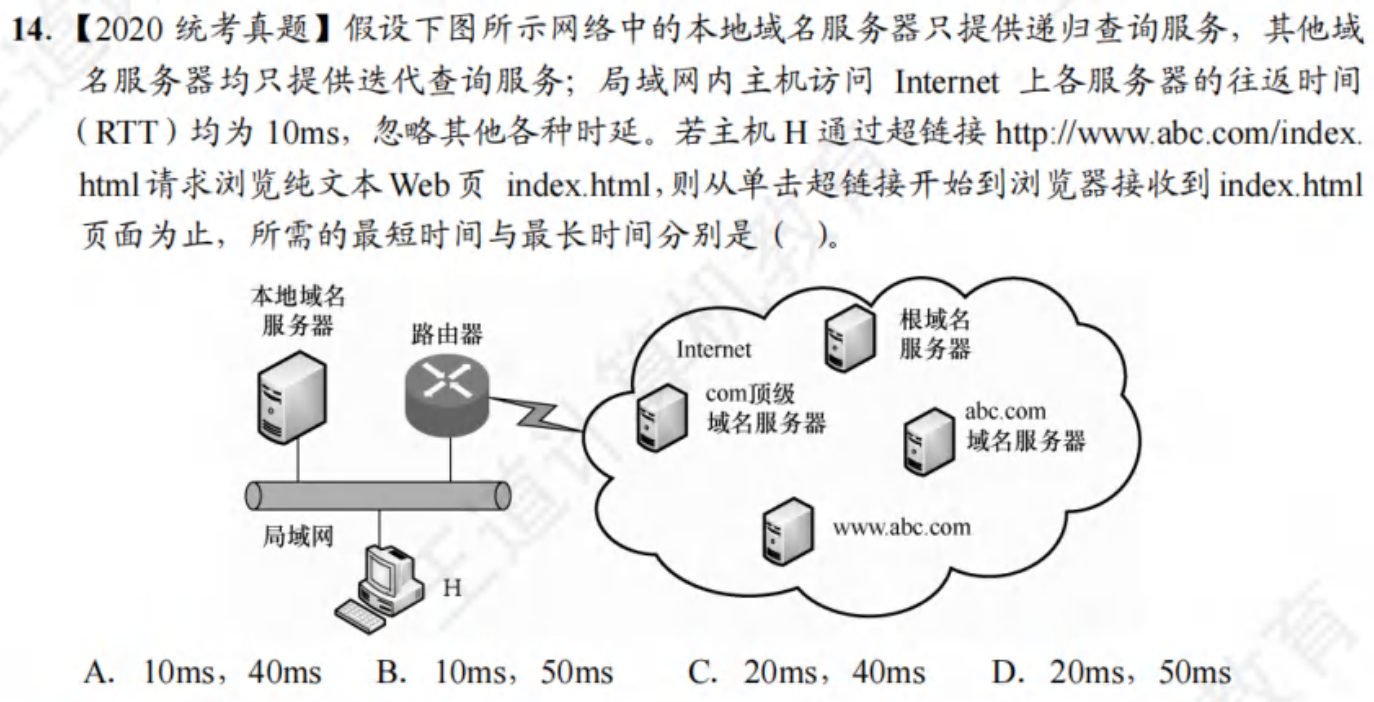 14.【2020 统考真题】假设下图所示网络中的本地域名服务器只提供递归查询服务，其他域
名服务器均只提供迭代查询服务；局域网内主机访问 Internet 上各服务器的往返时间
（RTT）均为 10ms，忽略其他各种时延。若主机 H 通过超链接 http://www.abc.com/index.
html 请求浏览纯文本 Web 页 index.html，则从单击超链接开始到浏览器接收到 index.html
页面为止，所需的最短时间与最长时间分别是（ ）。
本地域名
服务器
路由器
Internet
根域名
服务器
com顶级
域名服务器
abc.com
域名服务器
www.abc.com
局域网
H
A. 10ms，40ms B. 10ms，50ms C. 20ms，40ms D. 20ms，50ms
王道计算机教育